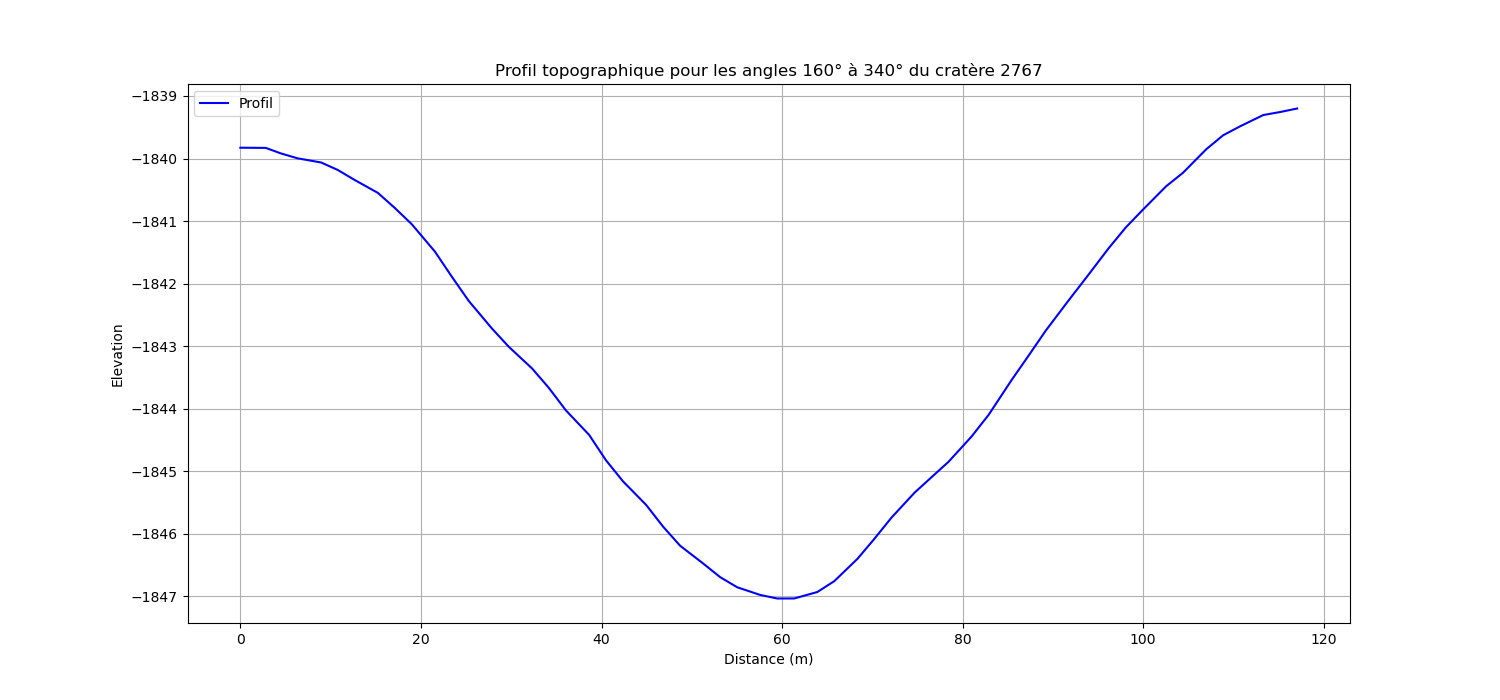 Profil topographique pour les angles 160° à 340° du cratère 2767
Profil
−1839
−1840
−1841
−1842
−1843
−1844
−1845
−1846
−1847
Elevation
0 20 40 60 80 100 120
Distance (m)